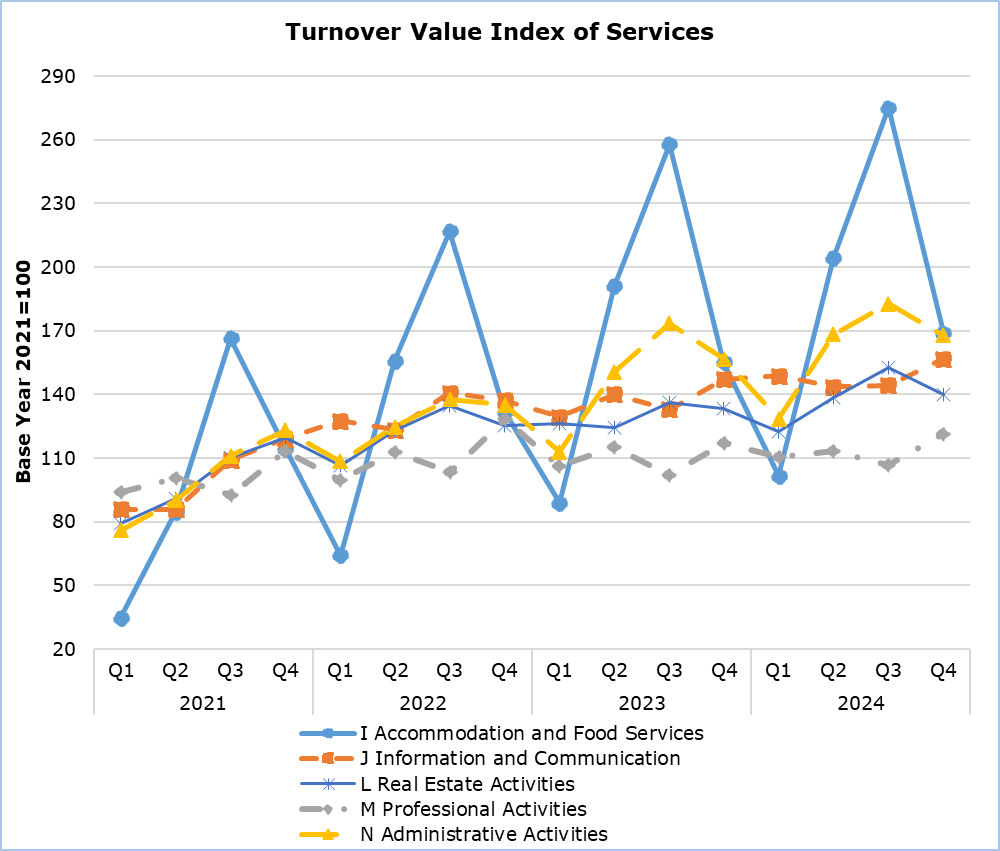 Turnover Value Index of Services
290
260
230
200
170
140
110
80
50
20
Base Year 2021=100
Q1 Q2 Q3 Q4 Q1 Q2 Q3 Q4 Q1 Q2 Q3 Q4 Q1 Q2 Q3 Q4
2021 2022 2023 2024
I Accommodation and Food Services
J Information and Communication
L Real Estate Activities
M Professional Activities
N Administrative Activities